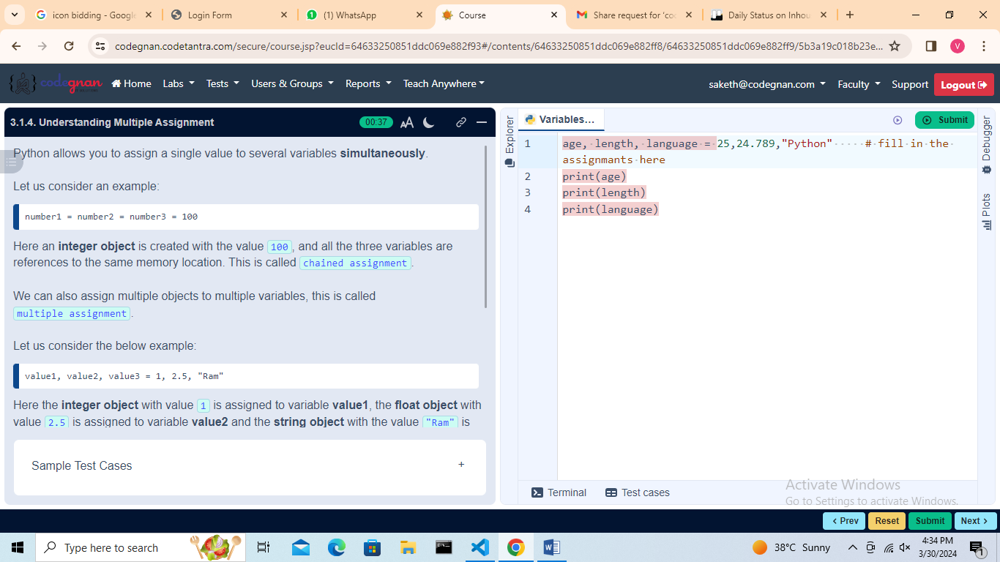 icon bidding - Google
Login Form
(1) WhatsApp
Course
Share request for 'co
Daily Status on Inhou
codegnan.codetantra.com/secure/course.jsp?eucId=64633250851ddc069e882f93#/contents/64633250851ddc069e882ff8/64633250851ddc069e882ff9/5b3a19c018b23e...
V
codegnan
Home
Labs
Tests
Users & Groups
Reports
Teach Anywhere
saketh@codegnan.com
Faculty
Support
Logout
3.1.4. Understanding Multiple Assignment
00:37
AA
Python allows you to assign a single value to several variables simultaneously.
Let us consider an example:
number1 = number2 = number3 = 100
Here an integer object is created with the value 100, and all the three variables are
references to the same memory location. This is called chained assignment.
We can also assign multiple objects to multiple variables, this is called
multiple assignment.
Let us consider the below example:
value1, value2, value3 = 1, 2.5, "Ram"
Here the integer object with value 1 is assigned to variable value1, the float object with
value 2.5 is assigned to variable value2 and the string object with the value "Ram" is
Sample Test Cases
+
Explorer
Variables...
Submit
1 age, length, language = 25,24.789,"Python"     # fill in the
assignmants here
2 print(age)
3 print(length)
4 print(language)
Debugger
Plots
Terminal
Test cases
Activate Windows
Go to Settings to activate Windows.
< Prev
Reset
Submit
Next >
Type here to search
38°C Sunny
4:34 PM
3/30/2024
1